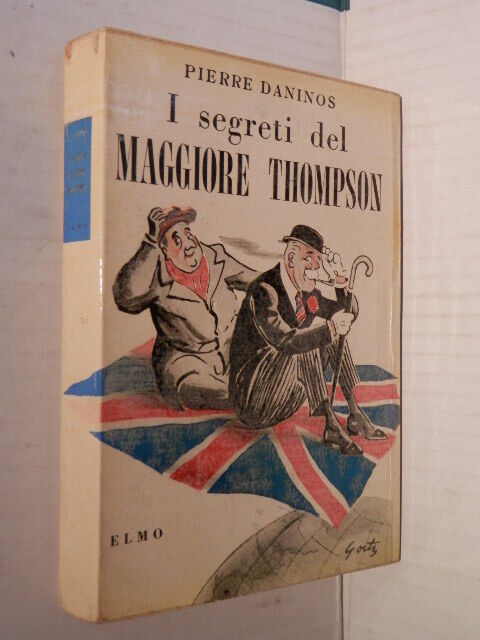 PIERRE DANINOS
I segreti del
MAGGIORE THOMPSON
ELMO
Goetz